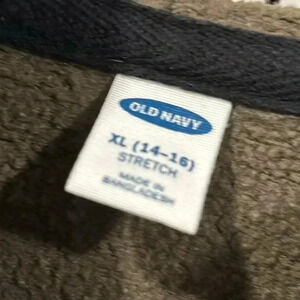 OLD NAVY
XL (14-16)
STRETCH
MADE IN
BANGLADESH